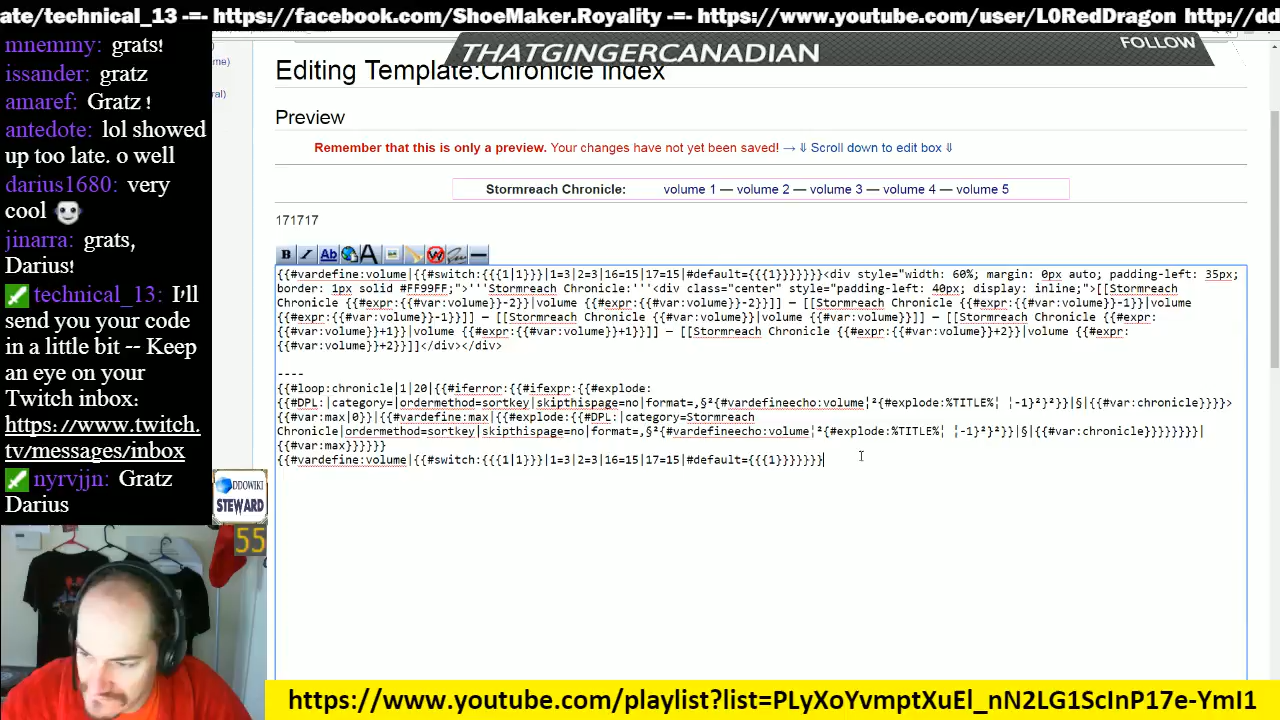 ate/technical_13 -=- https://facebook.com/ShoeMaker.Royality -=- https://www.youtube.com/user/L0RedDragon http://dd
mnemmy: grats!
issander: gratz
amaref: Gratz !
antedote: lol showed
up too late. o well
darius1680: very
cool
jinarra: grats,
Darius!
technical_13: I'll
send you your code
in a little bit -- Keep
an eye on your
Twitch inbox:
https://www.twitch.
tv/messages/inbox
nyrvjjn: Gratz
Darius
DDOWIKI
STEWARD
55
me)
ral)
THATGINGERCANADIAN
FOLLOW
Editing Template:Chronicle Index
Preview
Remember that this is only a preview. Your changes have not yet been saved! → ⇓ Scroll down to edit box ⇓
Stormreach Chronicle: volume 1 — volume 2 — volume 3 — volume 4 — volume 5
171717
B I Ab A W
{{#vardefine:volume|{{#switch:{{{1|1}}}|1=3|2=3|16=15|17=15|#default={{{1}}}}}}}<div style="width: 60%; margin: 0px auto; padding-left: 35px;
border: 1px solid #FF99FF;">'''Stormreach Chronicle:'''<div class="center" style="padding-left: 40px; display: inline;">[[Stormreach
Chronicle {{#expr:{{#var:volume}}-2}}|volume {{#expr:{{#var:volume}}-2}}]] — [[Stormreach Chronicle {{#expr:{{#var:volume}}-1}}|volume
{{#expr:{{#var:volume}}-1}}]] — [[Stormreach Chronicle {{#var:volume}}|volume {{#var:volume}}]] — [[Stormreach Chronicle {{#expr:
{{#var:volume}}+1}}|volume {{#expr:{{#var:volume}}+1}}]] — [[Stormreach Chronicle {{#expr:{{#var:volume}}+2}}|volume {{#expr:
{{#var:volume}}+2}}]]</div></div>
----
{{#loop:chronicle|1|20|{{#iferror:{{#ifexpr:{{#explode:
{{#DPL:|category=|ordermethod=sortkey|skipthispage=no|format=,§²{#vardefineecho:volume¦²{#explode:%TITLE%¦ ¦-1}²}²}}|§|{{#var:chronicle}}}}>
{{#var:max|0}}|{{#vardefine:max|{{#explode:{{#DPL:|category=Stormreach
Chronicle|ordermethod=sortkey|skipthispage=no|format=,§²{#vardefineecho:volume¦²{#explode:%TITLE%¦ ¦-1}²}²}}|§|{{#var:chronicle}}}}}}}}|
{{#var:max}}}}}}
{{#vardefine:volume|{{#switch:{{{1|1}}}|1=3|2=3|16=15|17=15|#default={{{1}}}}}}}
https://www.youtube.com/playlist?list=PLyXoYvmptXuEl_nN2LG1ScInP17e-YmI1